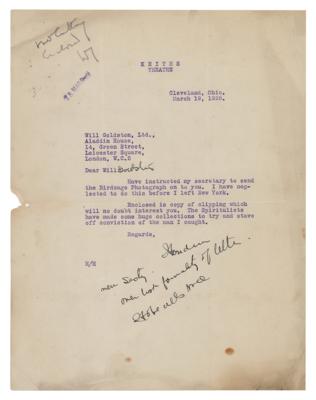 KEITHS
THEATRE
Cleveland, Ohio.
March 19, 1925.
Will Goldston, Ltd.,
Aladdin House,
14, Green Street,
Leicester Square,
London, W.C.2
Dear Will
Have instructed my secretary to send
the Birdcage Photograph on to you. I have neg-
lected to do this before I left New York.
Enclosed is copy of clipping which
will no doubt interest you. The Spiritalists
have made some huge collections to try and stave
off conviction of the man I caught.
Regards,
Houdini
H/H